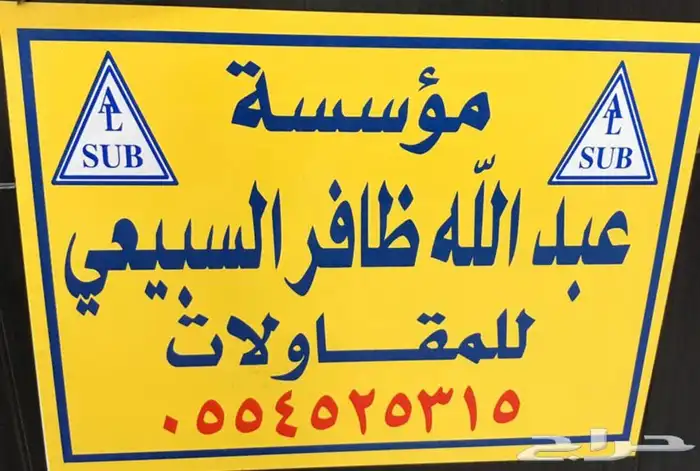 مؤسسة
AL
SUB
AL
SUB
عبد الله ظافر السبيعي
للمقاولات
٠٥٥٤٥٢٥٣١٥
حراج